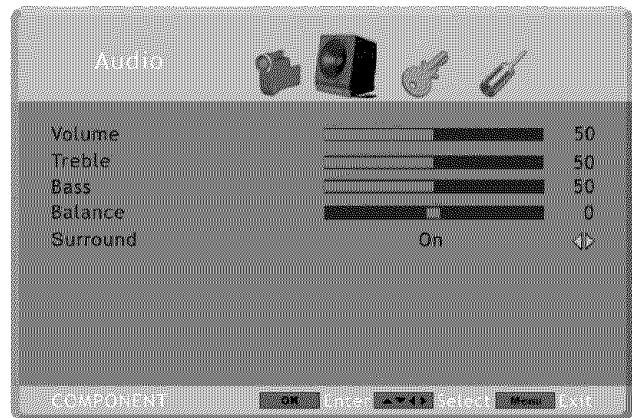 Audio
Volume 50
Treble 50
Bass 50
Balance 0
Surround On
COMPONENT OK Enter Select Menu Exit